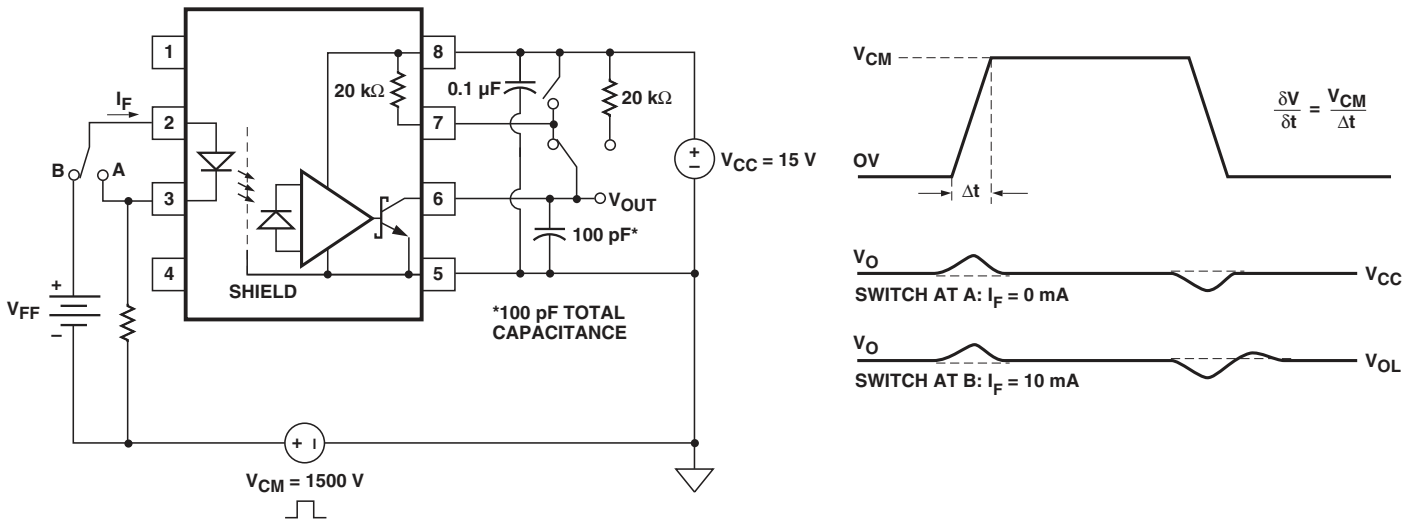 1
2
3
4
8
7
6
5
I_F
B
A
+
V_FF
–
SHIELD
20 kΩ
0.1 µF
20 kΩ
+
–
V_CC = 15 V
V_OUT
100 pF*
*100 pF TOTAL
CAPACITANCE
+ –
V_CM = 1500 V
V_CM
OV
Δt
δV/δt = V_CM/Δt
V_O
V_CC
SWITCH AT A: I_F = 0 mA
V_O
V_OL
SWITCH AT B: I_F = 10 mA